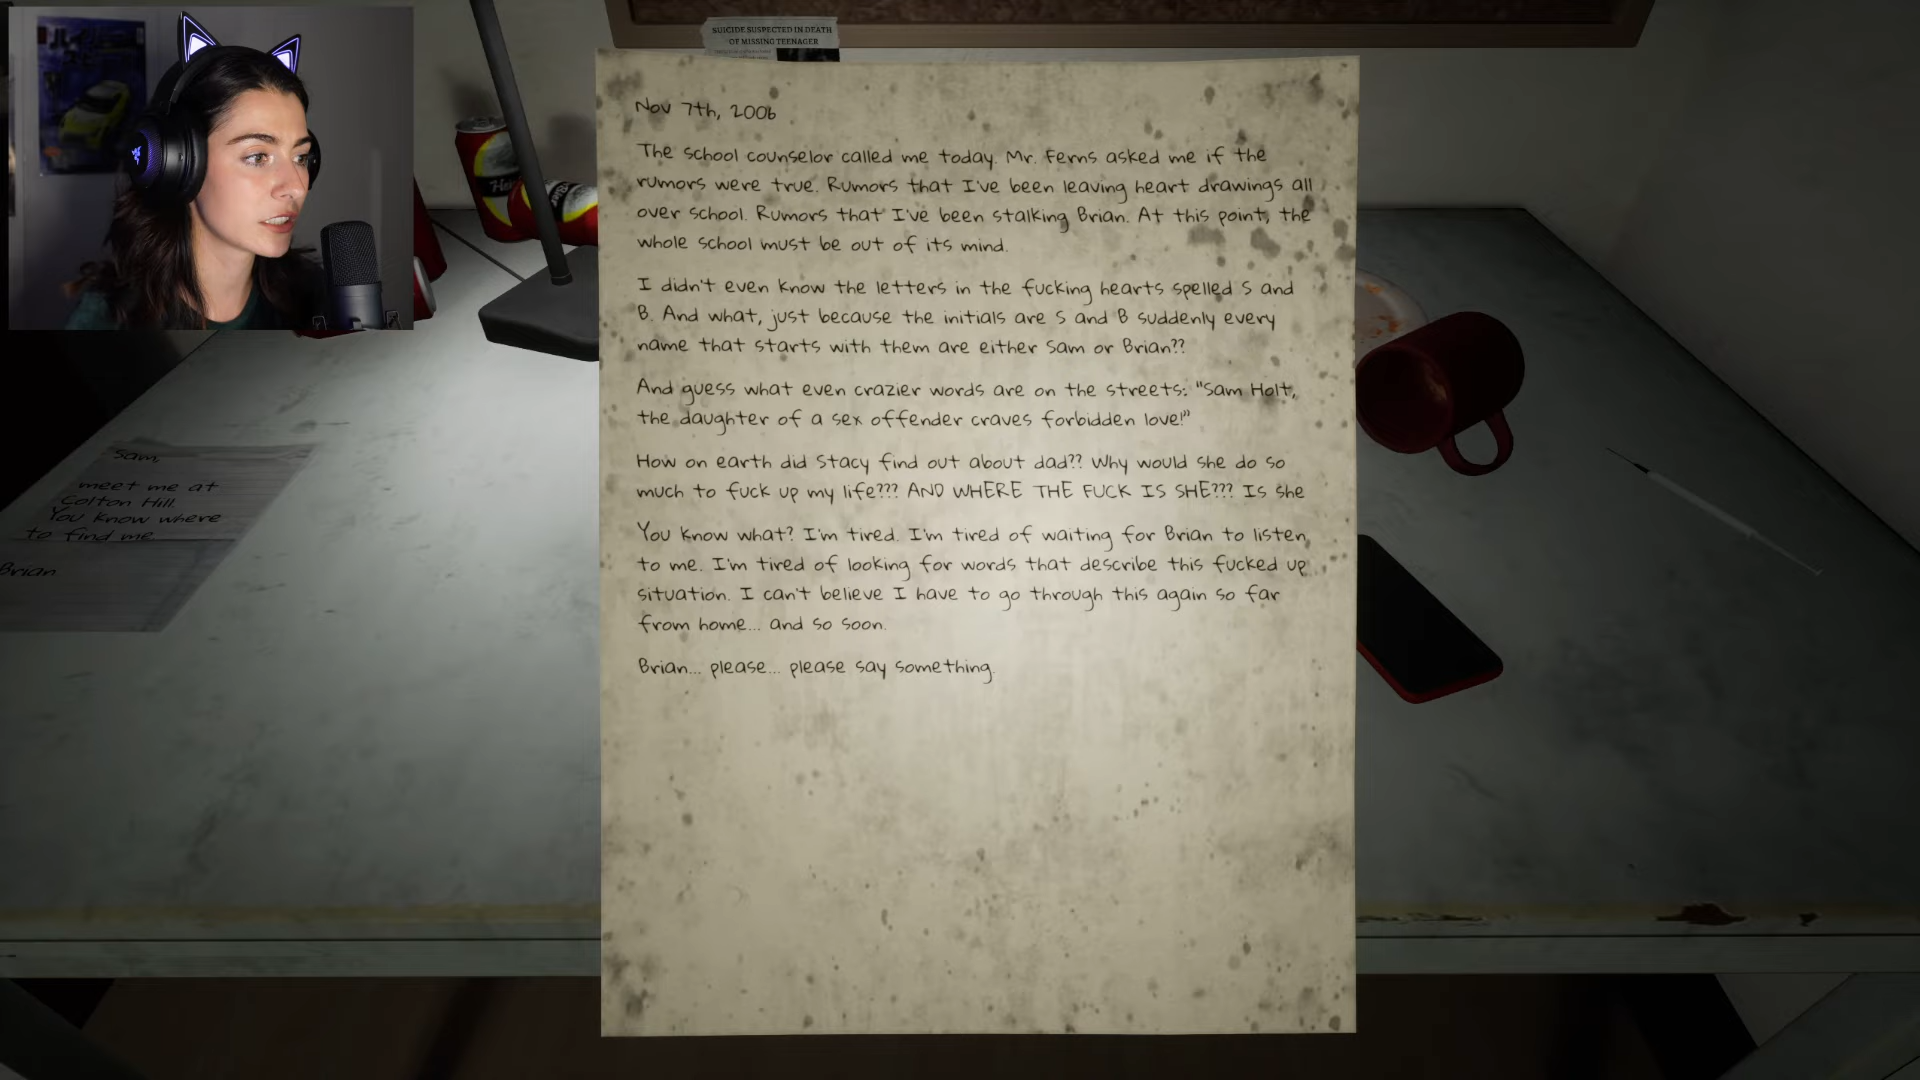 SUICIDE SUSPECTED IN DEATH
OF MISSING TEENAGER
Nov 7th, 2006
The school counselor called me today. Mr. Ferns asked me if the
rumors were true. Rumors that I've been leaving heart drawings all
over school. Rumors that I've been stalking Brian. At this point, the
whole school must be out of its mind.
I didn't even know the letters in the fucking hearts spelled S and
B. And what, just because the initials are S and B suddenly every
name that starts with them are either Sam or Brian??
And guess what even crazier words are on the streets: "Sam Holt,
the daughter of a sex offender craves forbidden love!"
How on earth did Stacy find out about dad?? Why would she do so
much to fuck up my life??? AND WHERE THE FUCK IS SHE??? Is she
You know what? I'm tired. I'm tired of waiting for Brian to listen
to me. I'm tired of looking for words that describe this fucked up
situation. I can't believe I have to go through this again so far
from home... and so soon.
Brian... please... please say something.
Sam,
meet me at
Colton Hill.
You know where
to find me
Brian